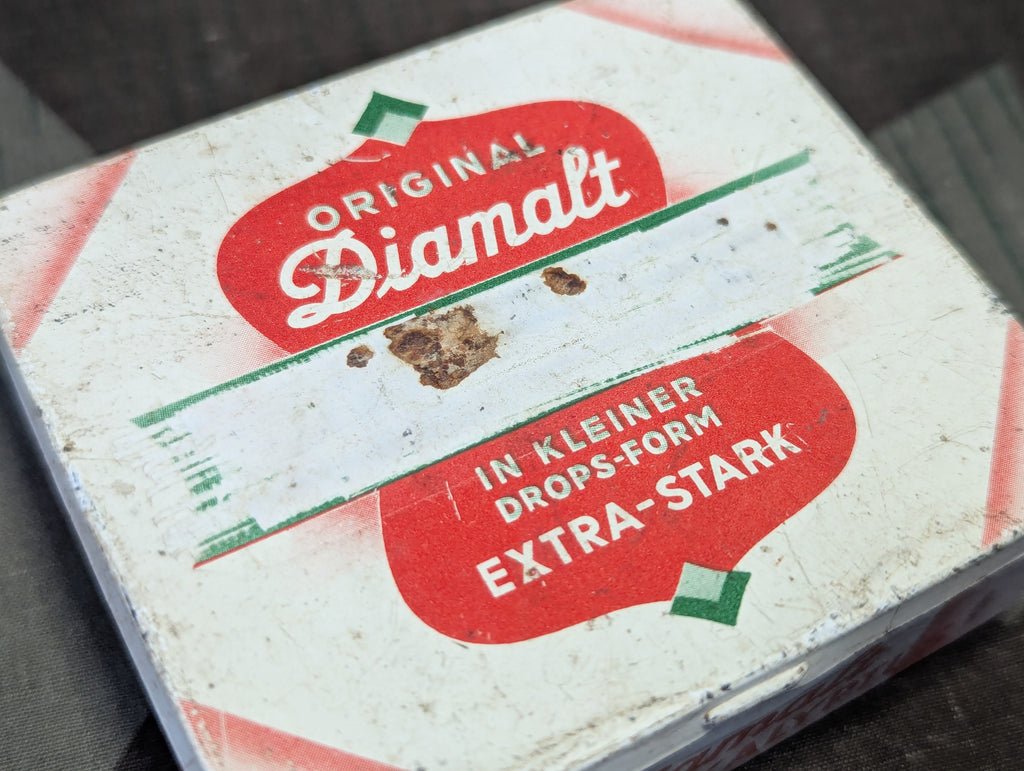 ORIGINAL
Diamalt
IN KLEINER
DROPS-FORM
EXTRA-STARK